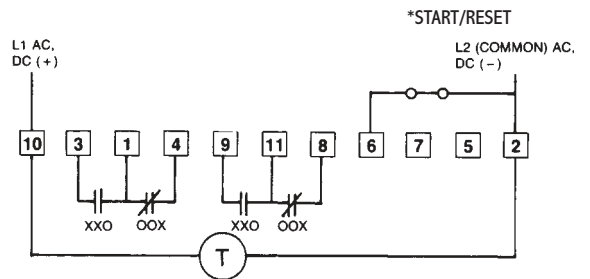 *START/RESET
L1 AC,
DC (+)
L2 (COMMON) AC,
DC (−)
10 3 1 4 9 11 8 6 7 5 2
XXO OOX XXO OOX
T